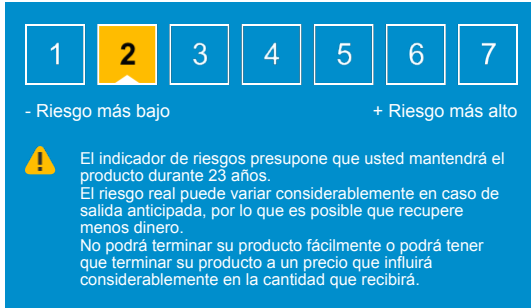 1 2 3 4 5 6 7
- Riesgo más bajo + Riesgo más alto
El indicador de riesgos presupone que usted mantendrá el
producto durante 23 años.
El riesgo real puede variar considerablemente en caso de
salida anticipada, por lo que es posible que recupere
menos dinero.
No podrá terminar su producto fácilmente o podrá tener
que terminar su producto a un precio que influirá
considerablemente en la cantidad que recibirá.